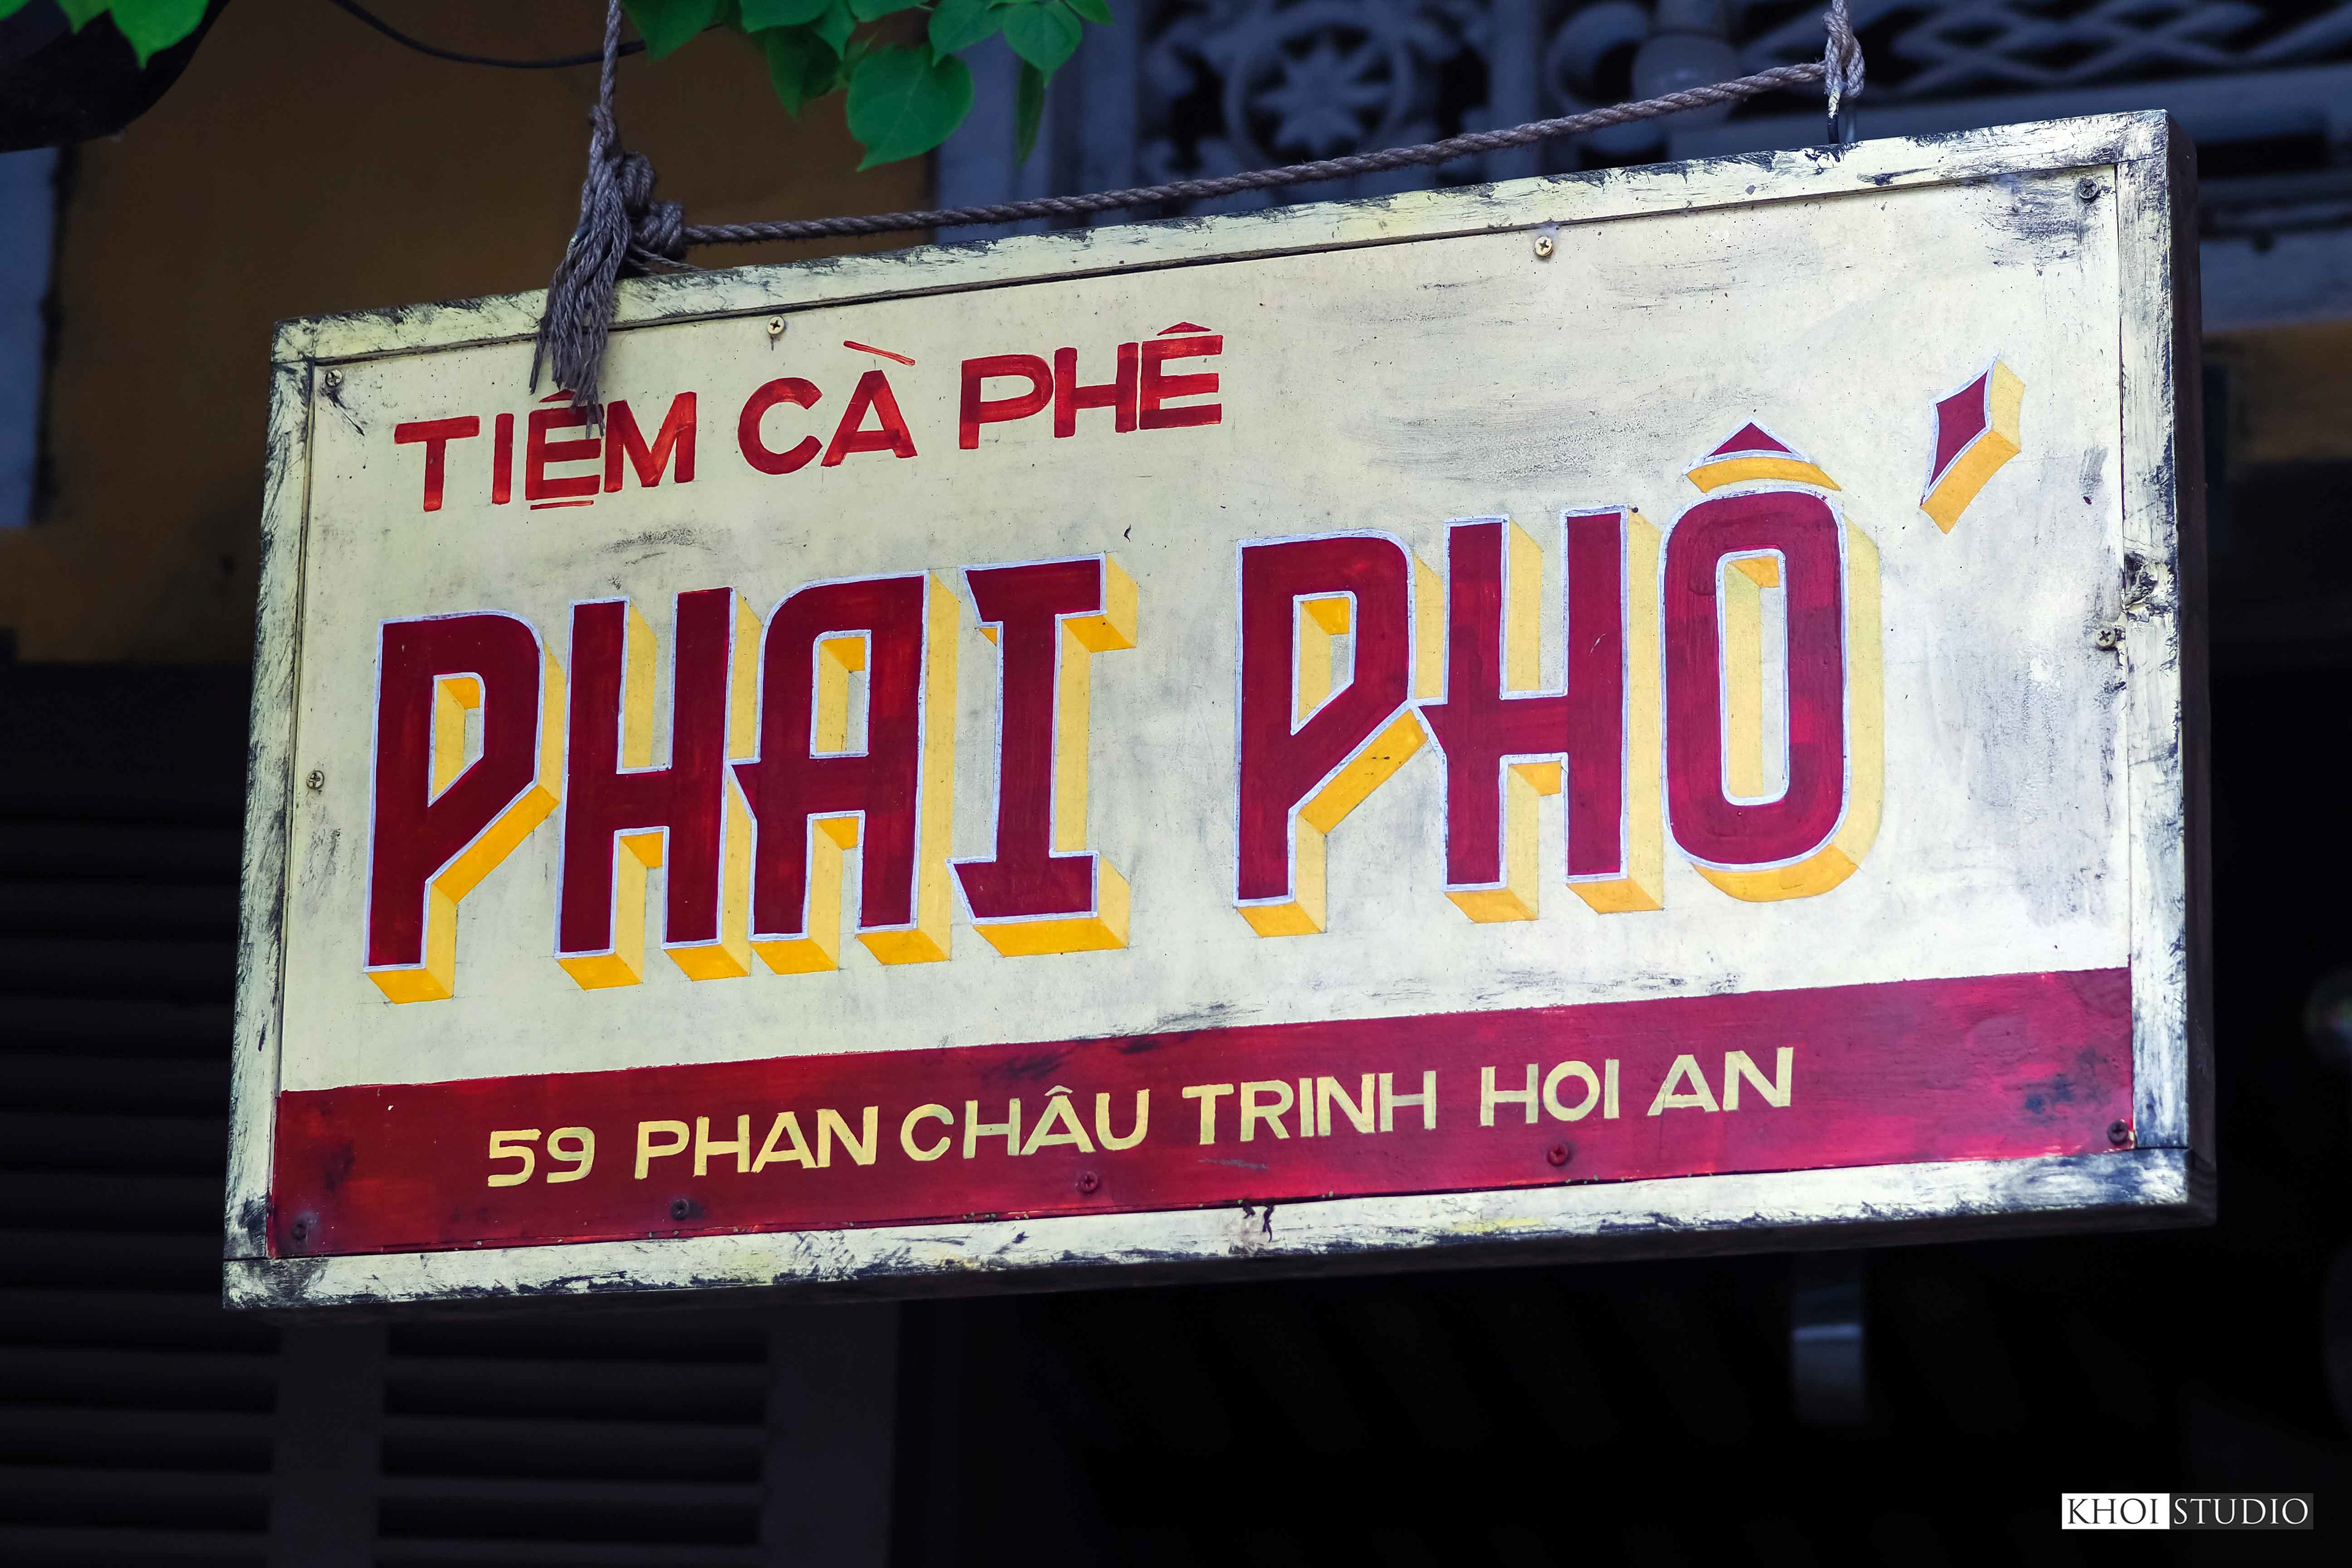 TIỆM CÀ PHÊ
PHAI PHỐ
59 PHAN CHÂU TRINH HOI AN
KHOI STUDIO